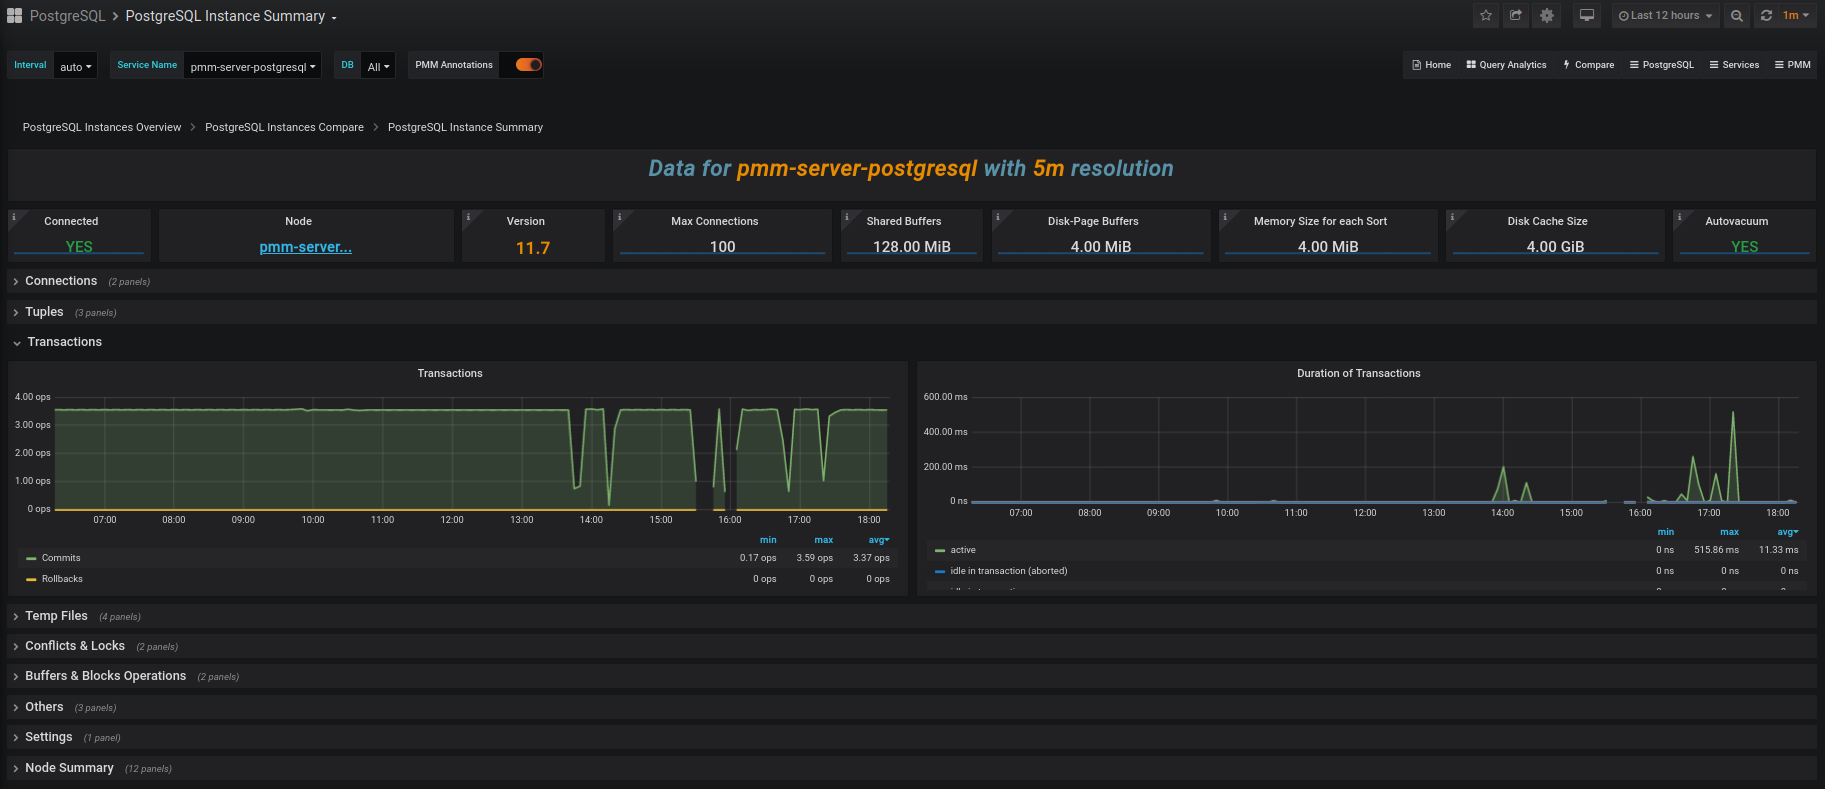 PostgreSQL > PostgreSQL Instance Summary
Last 12 hours 1m
Interval auto Service Name pmm-server-postgresql DB All PMM Annotations
Home Query Analytics Compare PostgreSQL Services PMM
PostgreSQL Instances Overview > PostgreSQL Instances Compare > PostgreSQL Instance Summary
Data for pmm-server-postgresql with 5m resolution
Connected
YES
Node
pmm-server...
Version
11.7
Max Connections
100
Shared Buffers
128.00 MiB
Disk-Page Buffers
4.00 MiB
Memory Size for each Sort
4.00 MiB
Disk Cache Size
4.00 GiB
Autovacuum
YES
Connections (2 panels)
Tuples (3 panels)
Transactions
Transactions
4.00 ops
3.00 ops
2.00 ops
1.00 ops
0 ops
07:00 08:00 09:00 10:00 11:00 12:00 13:00 14:00 15:00 16:00 17:00 18:00
min max avg
Commits 0.17 ops 3.59 ops 3.37 ops
Rollbacks 0 ops 0 ops 0 ops
Duration of Transactions
600.00 ms
400.00 ms
200.00 ms
0 ns
07:00 08:00 09:00 10:00 11:00 12:00 13:00 14:00 15:00 16:00 17:00 18:00
min max avg
active 0 ns 515.86 ms 11.33 ms
idle in transaction (aborted) 0 ns 0 ns 0 ns
Temp Files (4 panels)
Conflicts & Locks (2 panels)
Buffers & Blocks Operations (2 panels)
Others (3 panels)
Settings (1 panel)
Node Summary (12 panels)